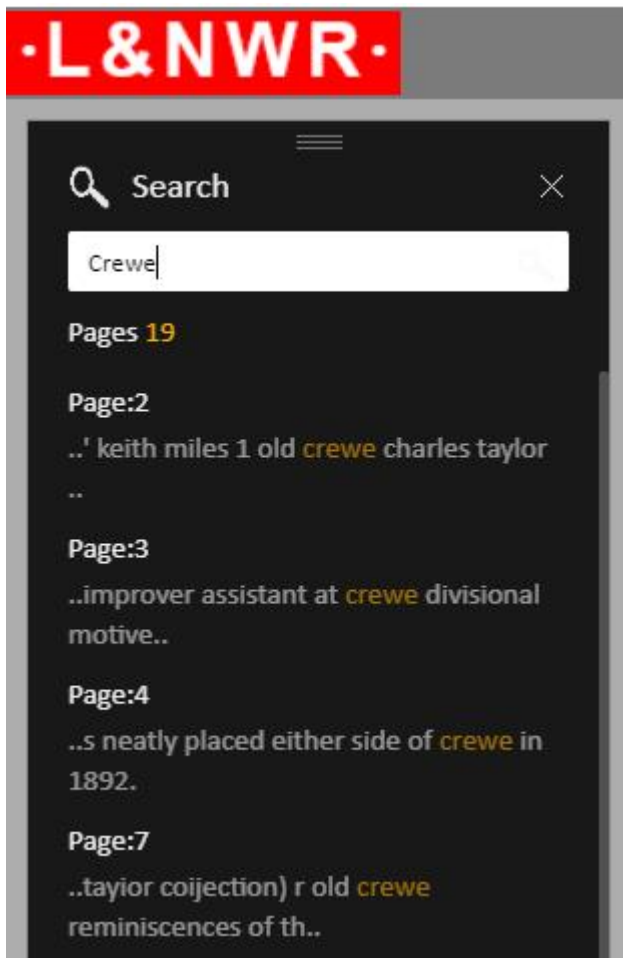 ·L&NWR·
Search
Crewe
Pages 19
Page:2
..' keith miles 1 old crewe charles taylor
..
Page:3
..improver assistant at crewe divisional
motive..
Page:4
..s neatly placed either side of crewe in
1892.
Page:7
..tayior coijection) r old crewe
reminiscences of th..